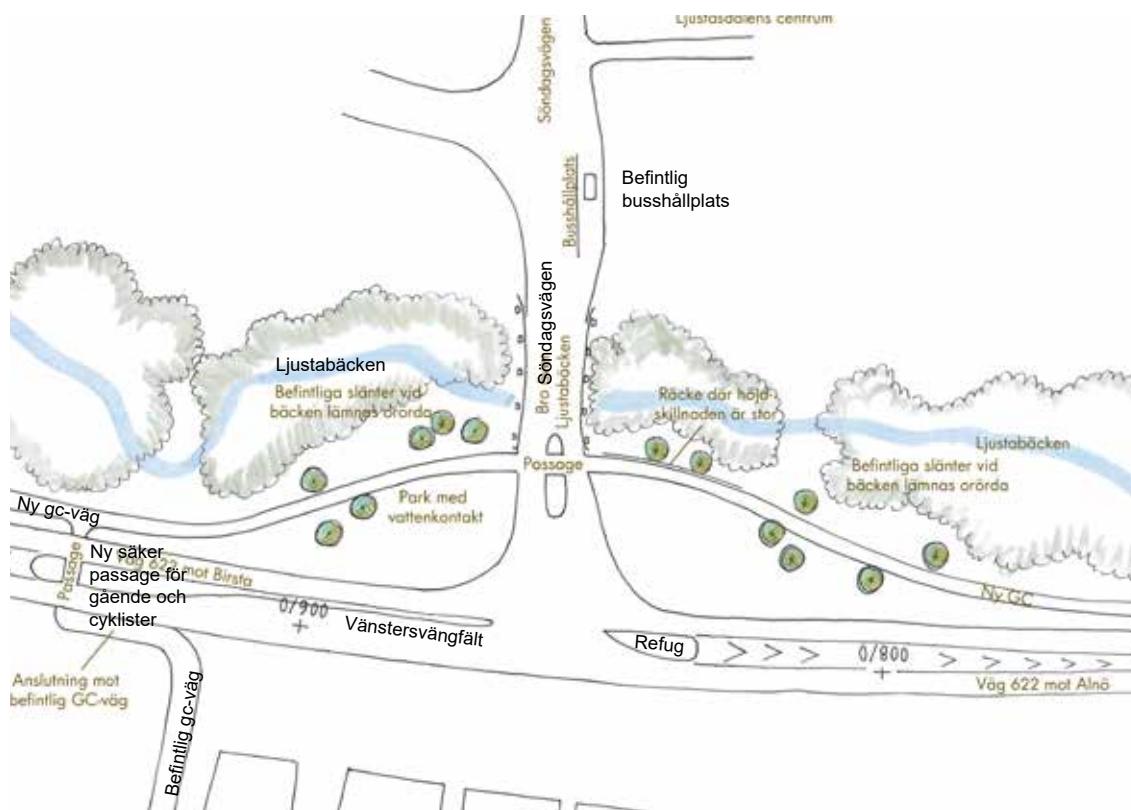 Ljustadalens centrum
Söndagsvägen
Befintlig
busshållplats
Busshållplats
Söndagsvägen
Bro
Ljustabäcken
Ljustabäcken
Befintliga slänter vid
bäcken lämnas orörda
Räcke där höjd-
skillnaden är stor
Ljustabäcken
Befintliga slänter vid
bäcken lämnas orörda
Passage
Park med
vattenkontakt
Ny gc-väg
Passage
Ny säker
passage för
gående och
cyklister
Väg 622 mot Birsta
0/900
Vänstersvängfält
Ny GC
Refug
0/800
Väg 622 mot Alnö
Anslutning mot
befintlig GC-väg
Befintlig gc-väg